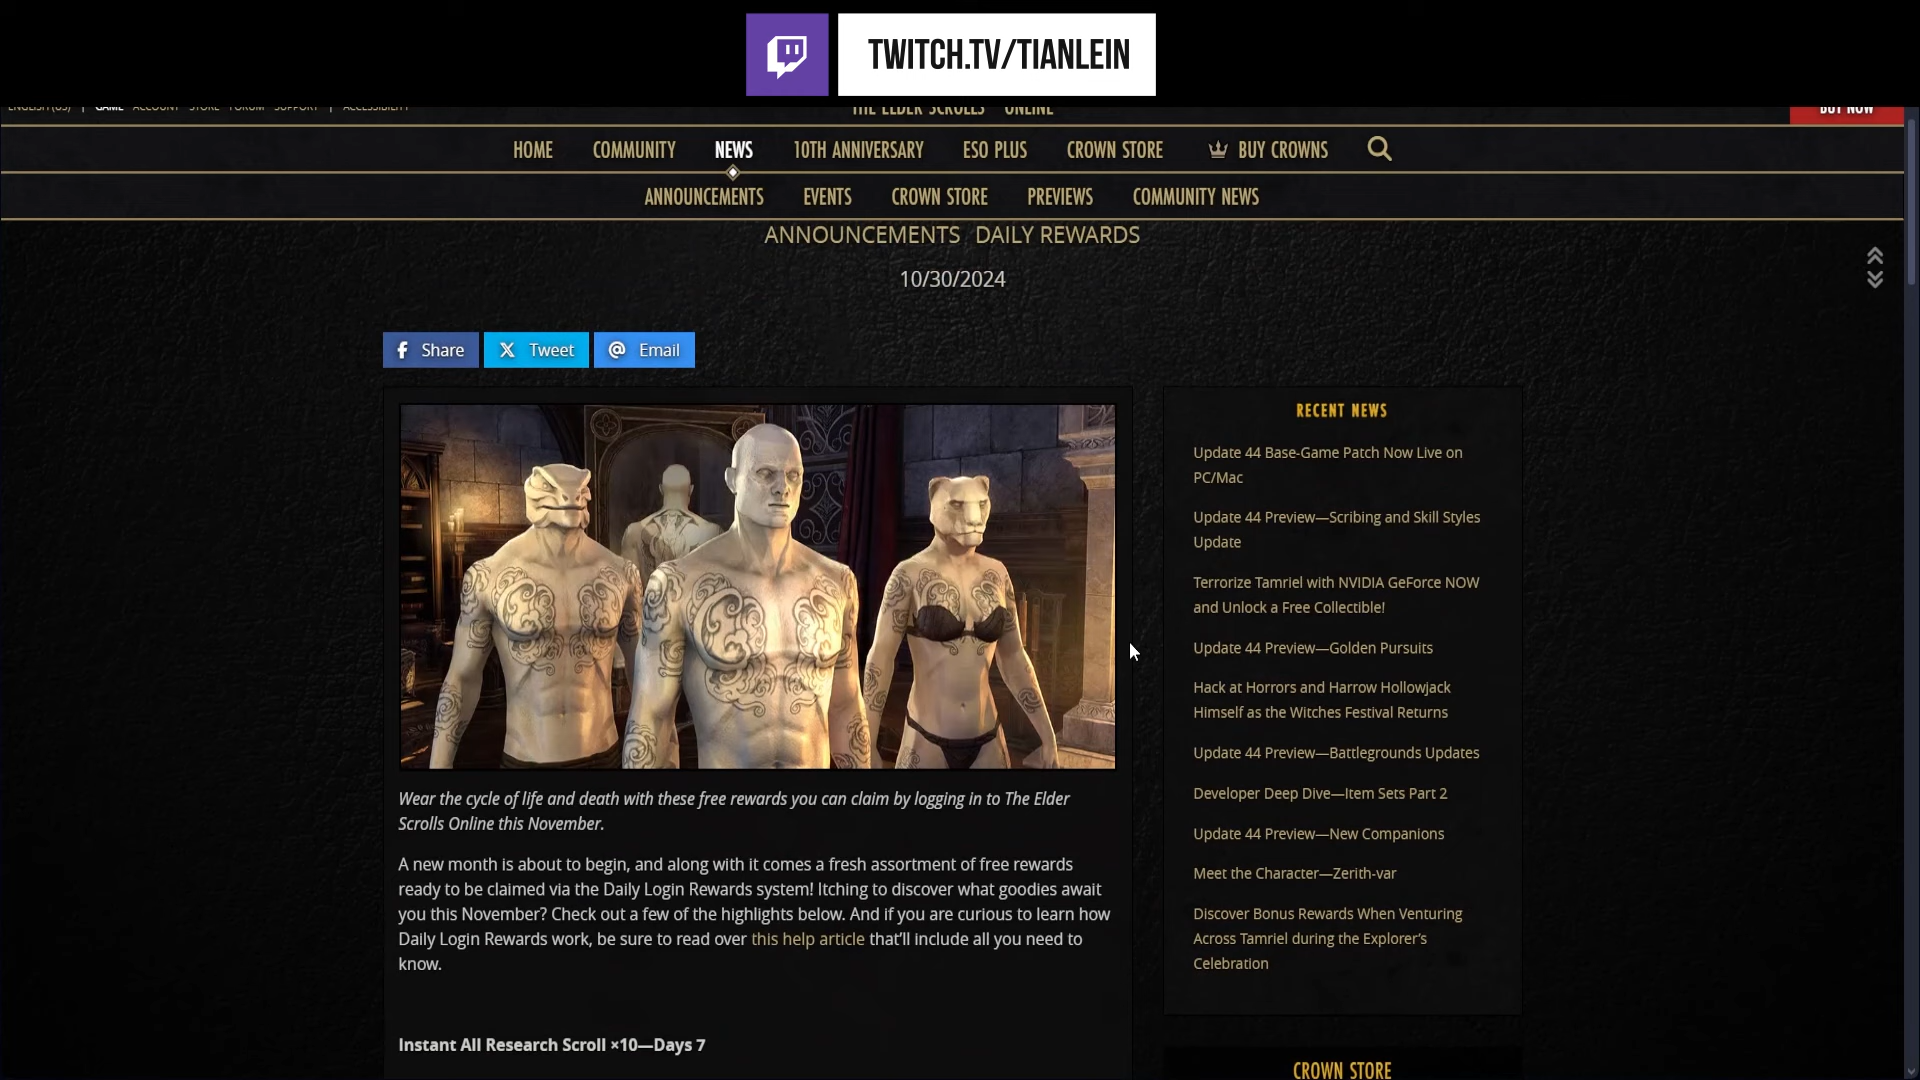 TWITCH.TV/TIANLEIN
ENGLISH (US) | GAME ACCOUNT STORE FORUM SUPPORT | ACCESSIBILITY
THE ELDER SCROLLS ONLINE
BUY NOW
HOME COMMUNITY NEWS 10TH ANNIVERSARY ESO PLUS CROWN STORE BUY CROWNS
ANNOUNCEMENTS EVENTS CROWN STORE PREVIEWS COMMUNITY NEWS
ANNOUNCEMENTS DAILY REWARDS
10/30/2024
Share Tweet Email
Wear the cycle of life and death with these free rewards you can claim by logging in to The Elder
Scrolls Online this November.
A new month is about to begin, and along with it comes a fresh assortment of free rewards
ready to be claimed via the Daily Login Rewards system! Itching to discover what goodies await
you this November? Check out a few of the highlights below. And if you are curious to learn how
Daily Login Rewards work, be sure to read over this help article that’ll include all you need to
know.
Instant All Research Scroll ×10—Days 7
RECENT NEWS
Update 44 Base-Game Patch Now Live on
PC/Mac
Update 44 Preview—Scribing and Skill Styles
Update
Terrorize Tamriel with NVIDIA GeForce NOW
and Unlock a Free Collectible!
Update 44 Preview—Golden Pursuits
Hack at Horrors and Harrow Hollowjack
Himself as the Witches Festival Returns
Update 44 Preview—Battlegrounds Updates
Developer Deep Dive—Item Sets Part 2
Update 44 Preview—New Companions
Meet the Character—Zerith-var
Discover Bonus Rewards When Venturing
Across Tamriel during the Explorer’s
Celebration
CROWN STORE